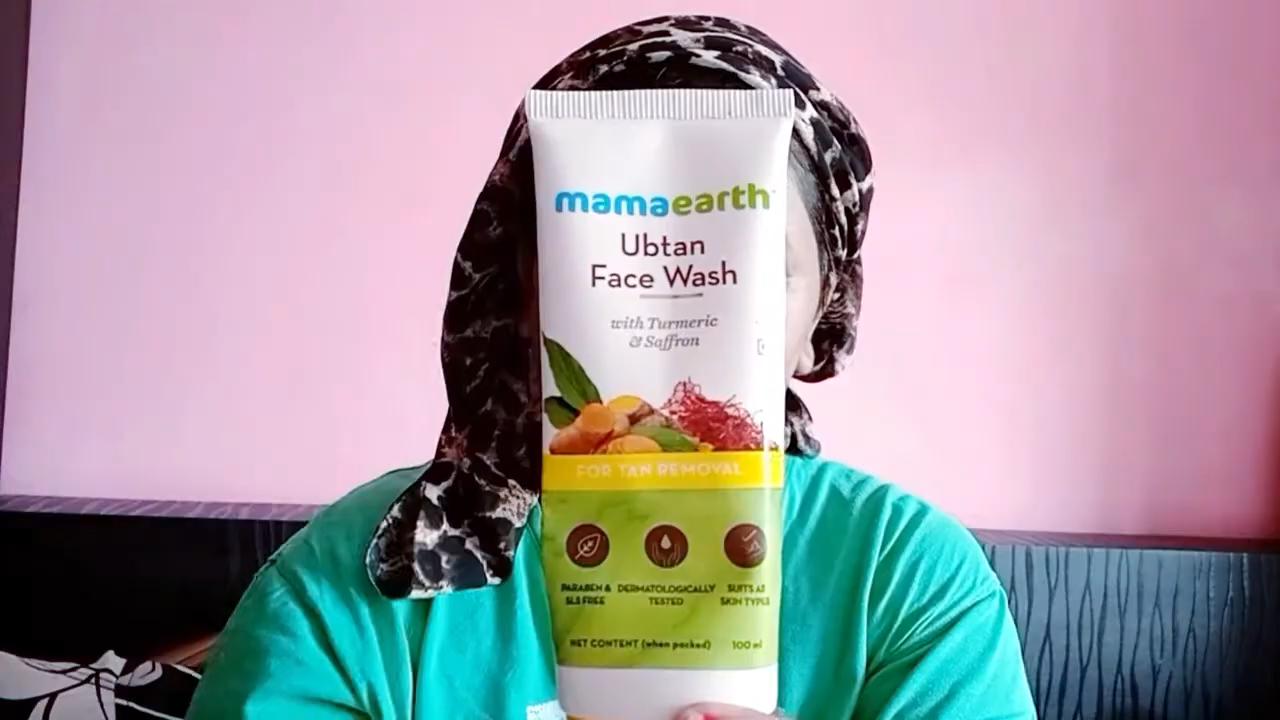 mamaearth
Ubtan
Face Wash
with Turmeric
& Saffron
FOR TAN REMOVAL
PARABEN & SLS FREE
DERMATOLOGICALLY TESTED
SUITS SKIN TYPES
NET CONTENT (when packed) 100 ml